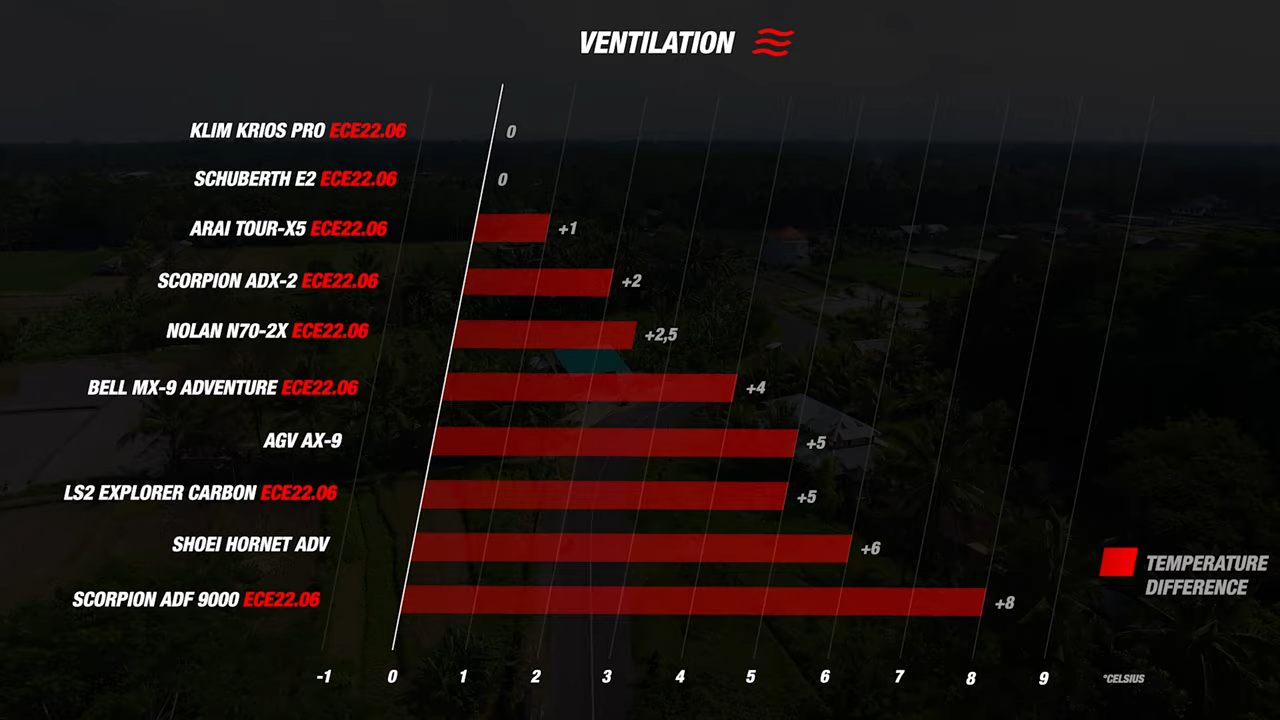 VENTILATION
KLIM KRIOS PRO ECE22.06 0
SCHUBERTH E2 ECE22.06 0
ARAI TOUR-X5 ECE22.06 +1
SCORPION ADX-2 ECE22.06 +2
NOLAN N70-2X ECE22.06 +2,5
BELL MX-9 ADVENTURE ECE22.06 +4
AGV AX-9 +5
LS2 EXPLORER CARBON ECE22.06 +5
SHOEI HORNET ADV +6
SCORPION ADF 9000 ECE22.06 +8
TEMPERATURE
DIFFERENCE
-1 0 1 2 3 4 5 6 7 8 9 °CELSIUS